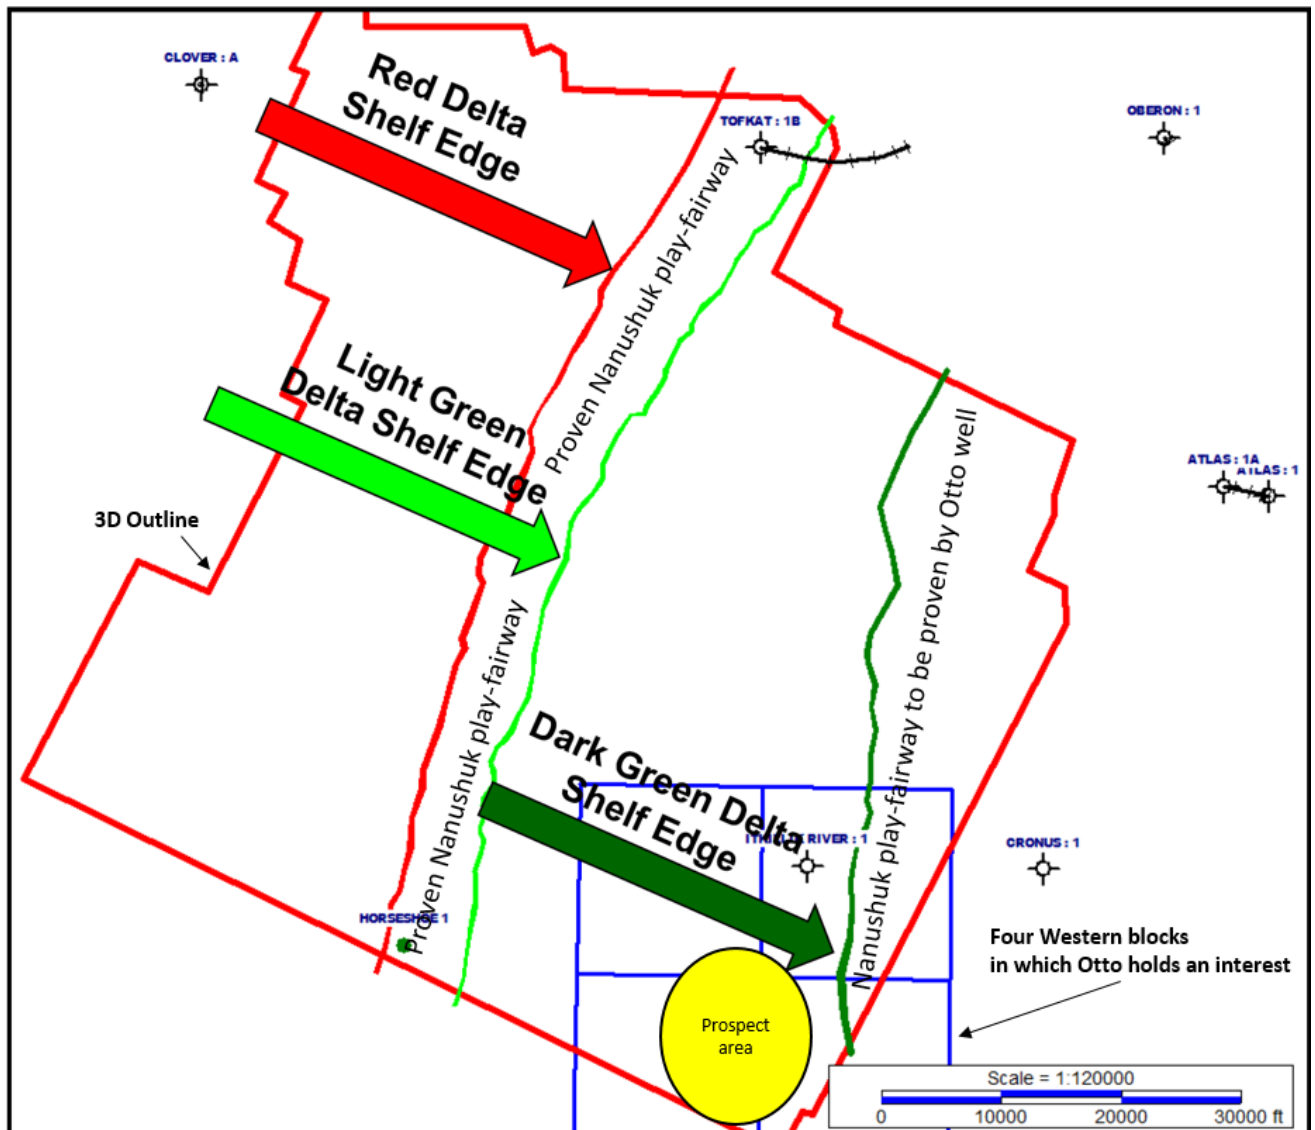 CLOVER : A
Red Delta
Shelf Edge
TOFKAT : 1B
OBERON : 1
Proven Nanushuk play-fairway
Light Green
Delta Shelf Edge
ATLAS : 1A
ATLAS : 1
3D Outline
Nanushuk play-fairway to be proven by Otto well
Proven Nanushuk play-fairway
Dark Green Delta
Shelf Edge
RIVER : 1
CRONUS : 1
HORSESHOE 1
Four Western blocks
in which Otto holds an interest
Prospect
area
Scale = 1:120000
0 10000 20000 30000 ft